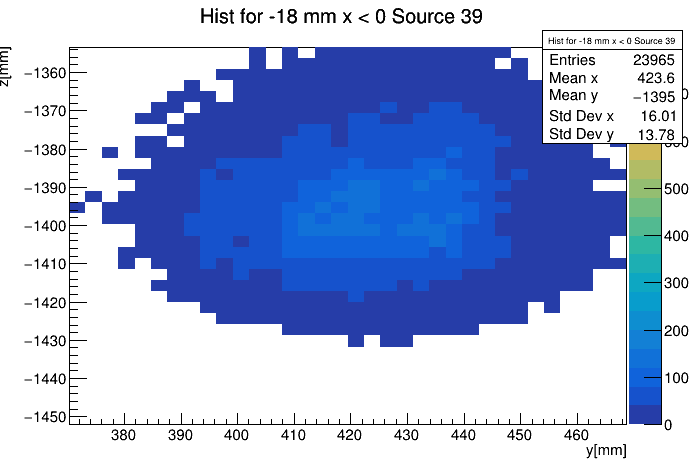 Hist for -18 mm x < 0 Source 39
z[mm]
Hist for -18 mm x < 0 Source 39
Entries 23965
Mean x 423.6
Mean y −1395
Std Dev x 16.01
Std Dev y 13.78
−1360
−1370
−1380
−1390
−1400
−1410
−1420
−1430
−1440
−1450
380 390 400 410 420 430 440 450 460
y[mm]
0
500
400
300
200
100
0